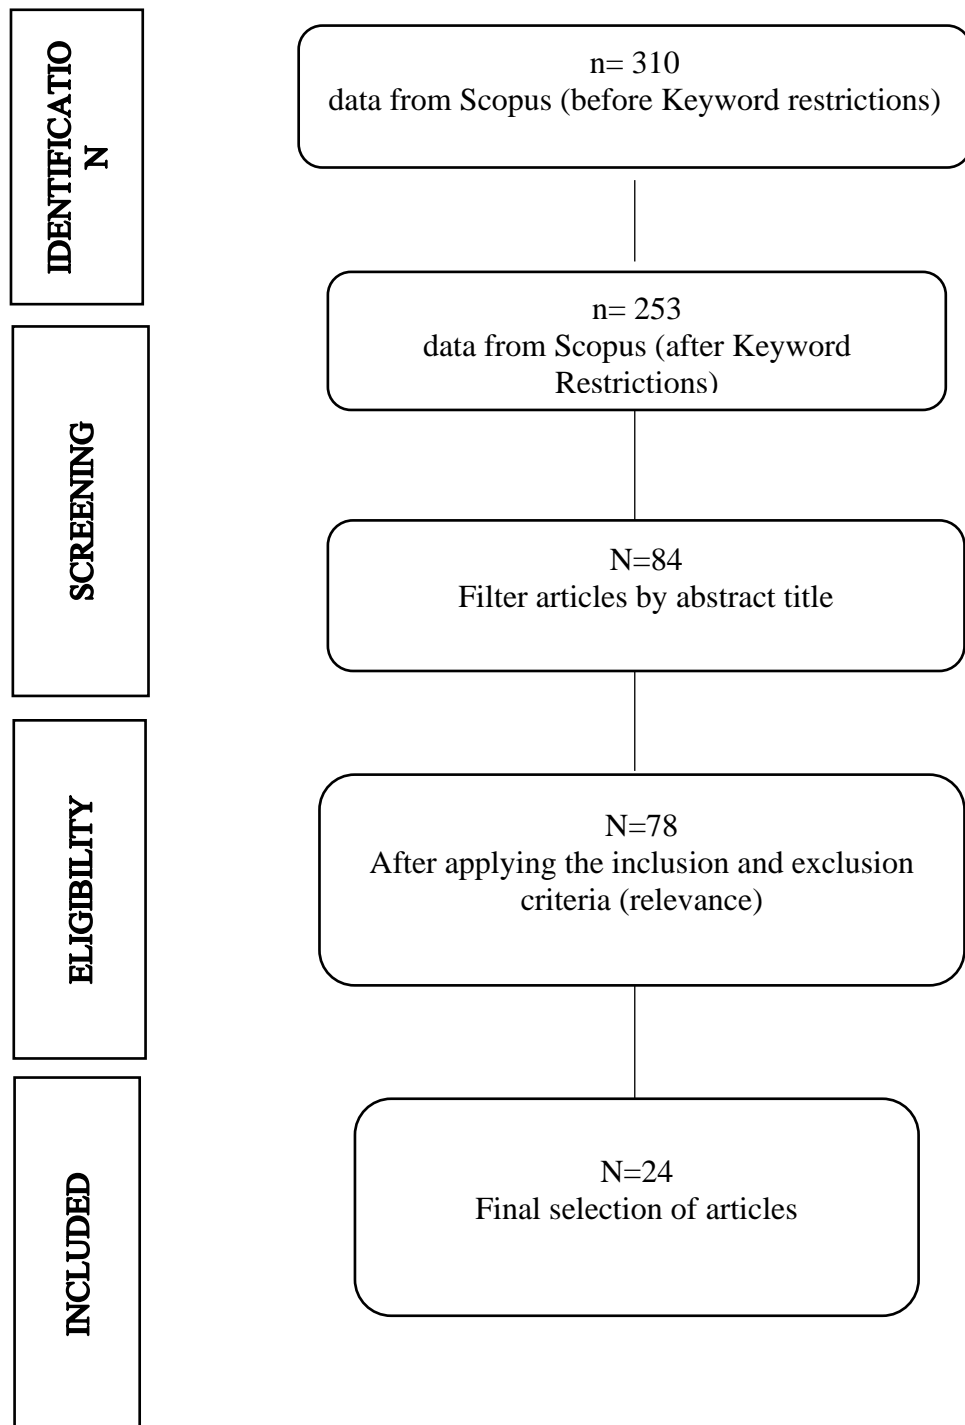 IDENTIFICATIO
N
n= 310
data from Scopus (before Keyword restrictions)
n= 253
data from Scopus (after Keyword
Restrictions)
SCREENING
N=84
Filter articles by abstract title
ELIGIBILITY
N=78
After applying the inclusion and exclusion
criteria (relevance)
INCLUDED
N=24
Final selection of articles